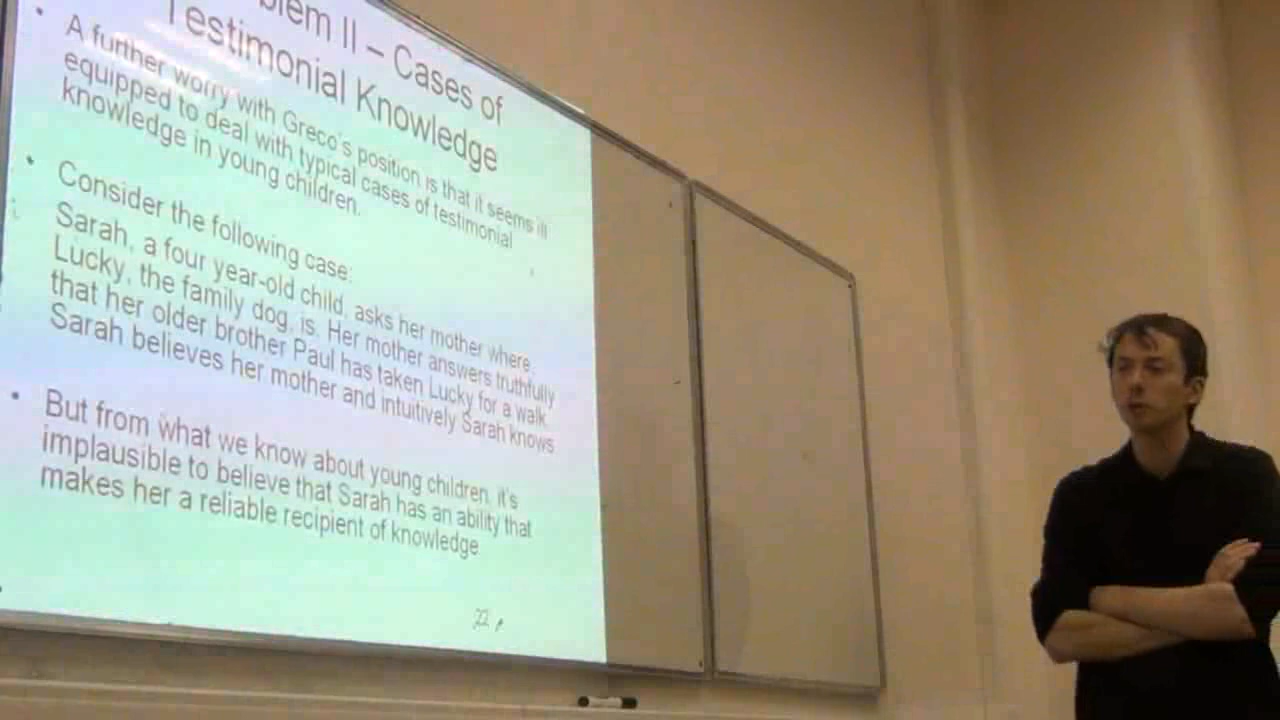 blem II – Cases of
Testimonial Knowledge
• A further worry with Greco's position is that it seems ill
equipped to deal with typical cases of testimonial
knowledge in young children.
• Consider the following case:
Sarah, a four year-old child, asks her mother where
Lucky, the family dog, is. Her mother answers truthfully
that her older brother Paul has taken Lucky for a walk.
Sarah believes her mother and intuitively Sarah knows
• But from what we know about young children, it's
implausible to believe that Sarah has an ability that
makes her a reliable recipient of knowledge